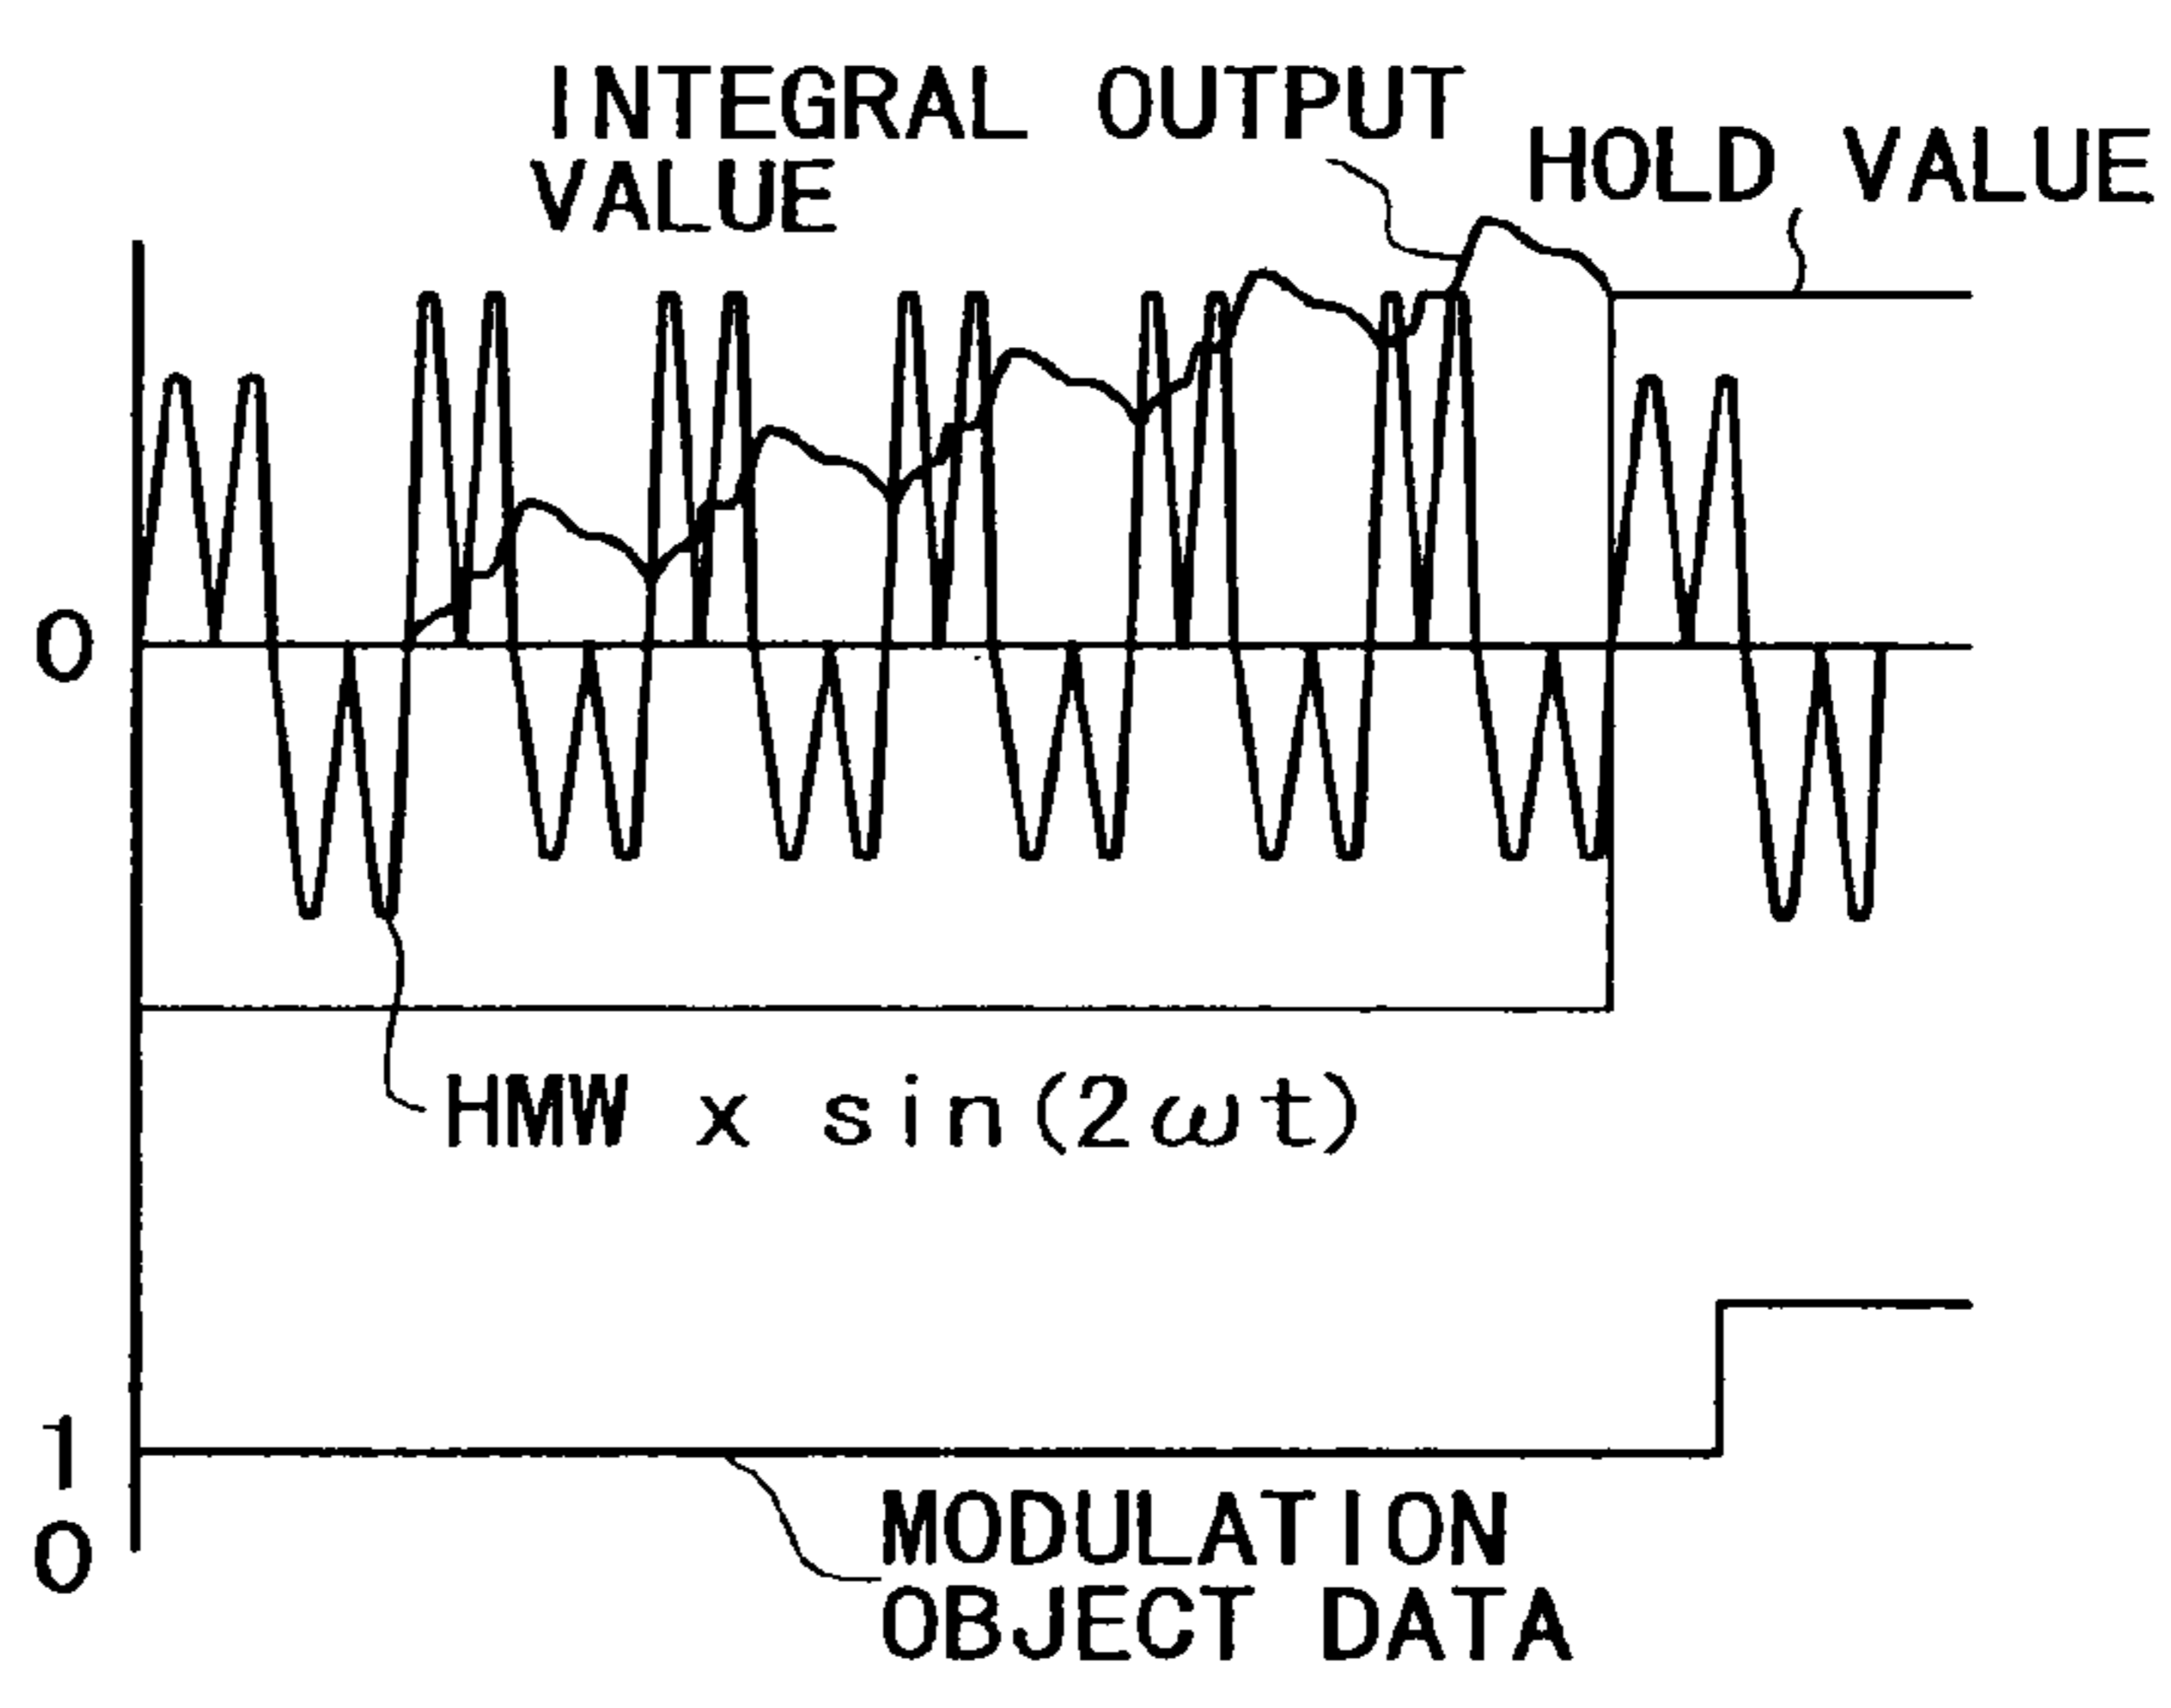 INTEGRAL OUTPUT
VALUE
HOLD VALUE
0
HMW x sin(2ωt)
1
0
MODULATION
OBJECT DATA